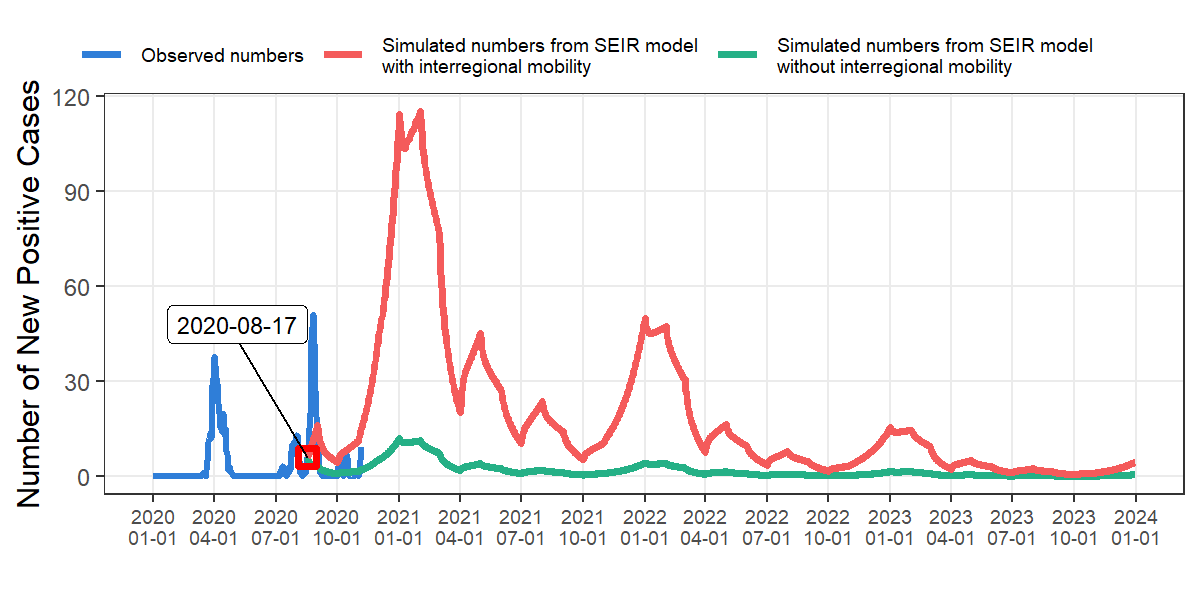 Observed numbers
Simulated numbers from SEIR model
with interregional mobility
Simulated numbers from SEIR model
without interregional mobility
Number of New Positive Cases
120
90
60
30
0
2020-08-17
2020 2020 2020 2020 2021 2021 2021 2021 2022 2022 2022 2022 2023 2023 2023 2023 2024
01-01 04-01 07-01 10-01 01-01 04-01 07-01 10-01 01-01 04-01 07-01 10-01 01-01 04-01 07-01 10-01 01-01